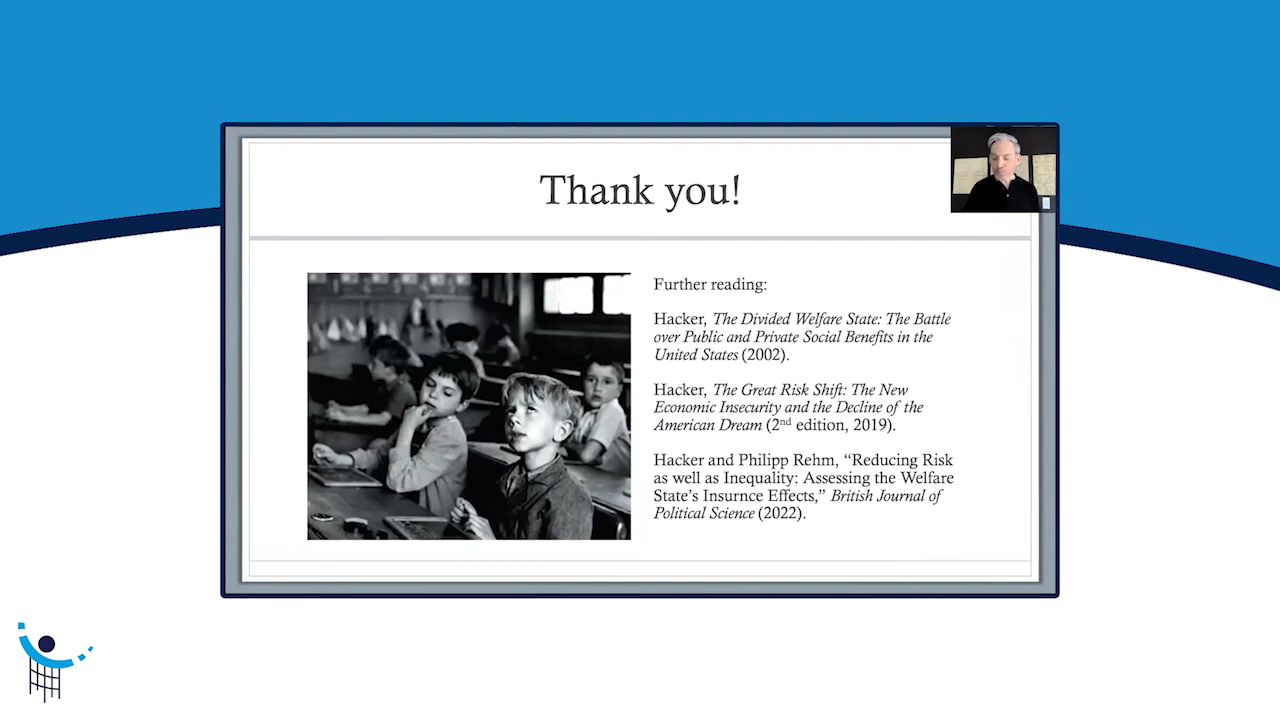 Thank you!
Further reading:
Hacker, The Divided Welfare State: The Battle
over Public and Private Social Benefits in the
United States (2002).
Hacker, The Great Risk Shift: The New
Economic Insecurity and the Decline of the
American Dream (2nd edition, 2019).
Hacker and Philipp Rehm, “Reducing Risk
as well as Inequality: Assessing the Welfare
State’s Insurnce Effects,” British Journal of
Political Science (2022).